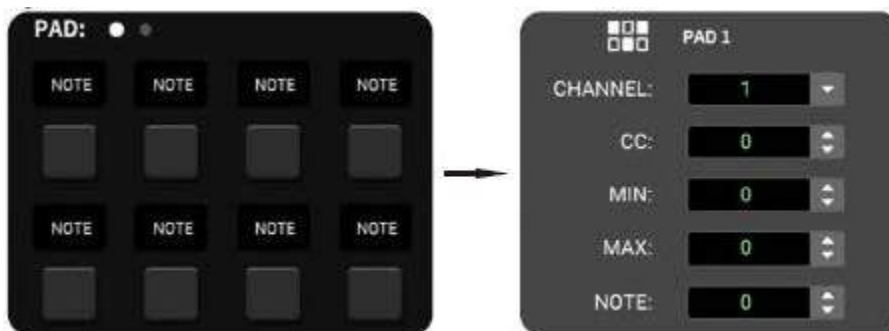 PAD:
NOTE NOTE NOTE NOTE
NOTE NOTE NOTE NOTE
PAD 1
CHANNEL: 1
CC: 0
MIN: 0
MAX: 0
NOTE: 0